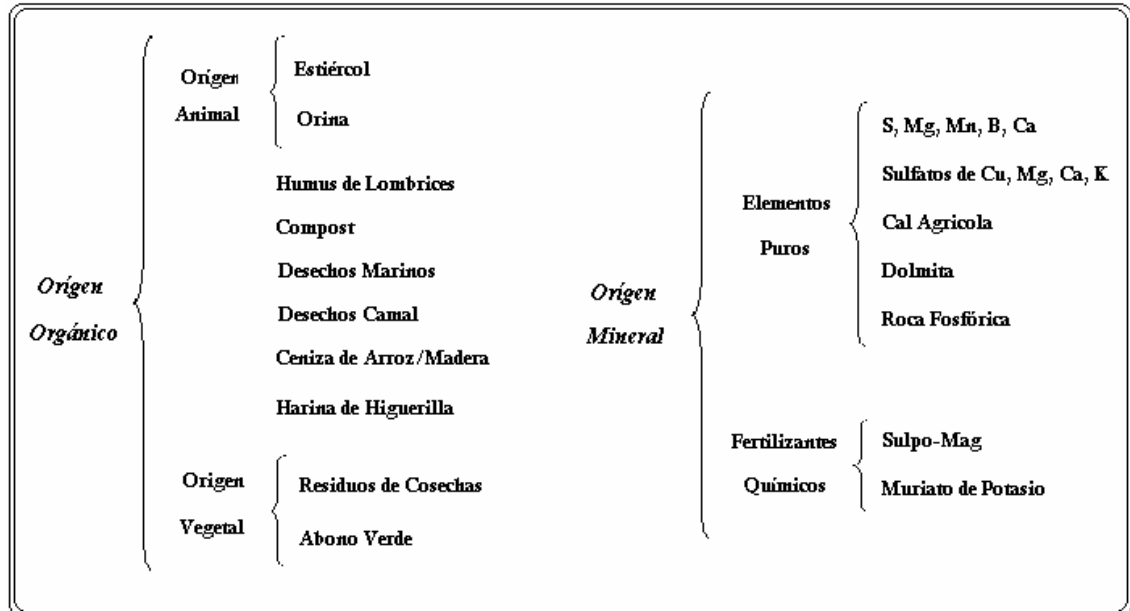 Orígen
Orgánico
Orígen
Animal
Estiércol
Orina
Humus de Lombrices
Compost
Desechos Marinos
Desechos Camal
Ceniza de Arroz/Madera
Harina de Higuerilla
Origen
Vegetal
Residuos de Cosechas
Abono Verde
Orígen
Mineral
Elementos
Puros
S, Mg, Mn, B, Ca
Sulfatos de Cu, Mg, Ca, K
Cal Agricola
Dolmita
Roca Fosfórica
Fertilizantes
Químicos
Sulpo-Mag
Muriato de Potasio